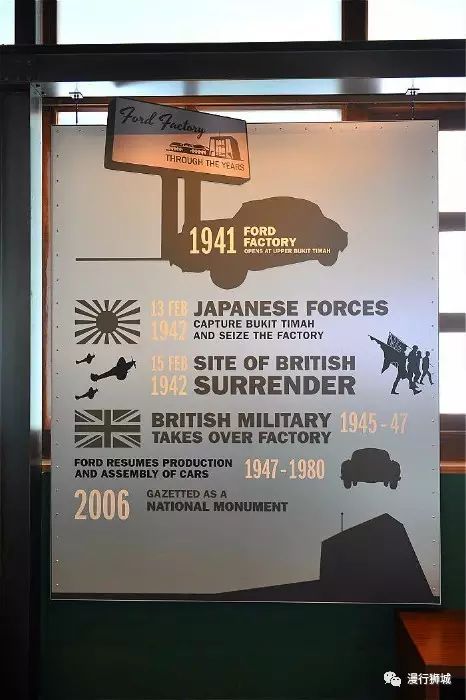 Ford Factory
THROUGH THE YEARS
1941 FORD
FACTORY
OPENS AT UPPER BUKIT TIMAH
13 FEB
1942
JAPANESE FORCES
CAPTURE BUKIT TIMAH
AND SEIZE THE FACTORY
15 FEB
1942
SITE OF BRITISH
SURRENDER
BRITISH MILITARY
TAKES OVER FACTORY
1945-47
FORD RESUMES PRODUCTION
AND ASSEMBLY OF CARS
1947-1980
2006
GAZETTED AS A
NATIONAL MONUMENT
漫行狮城